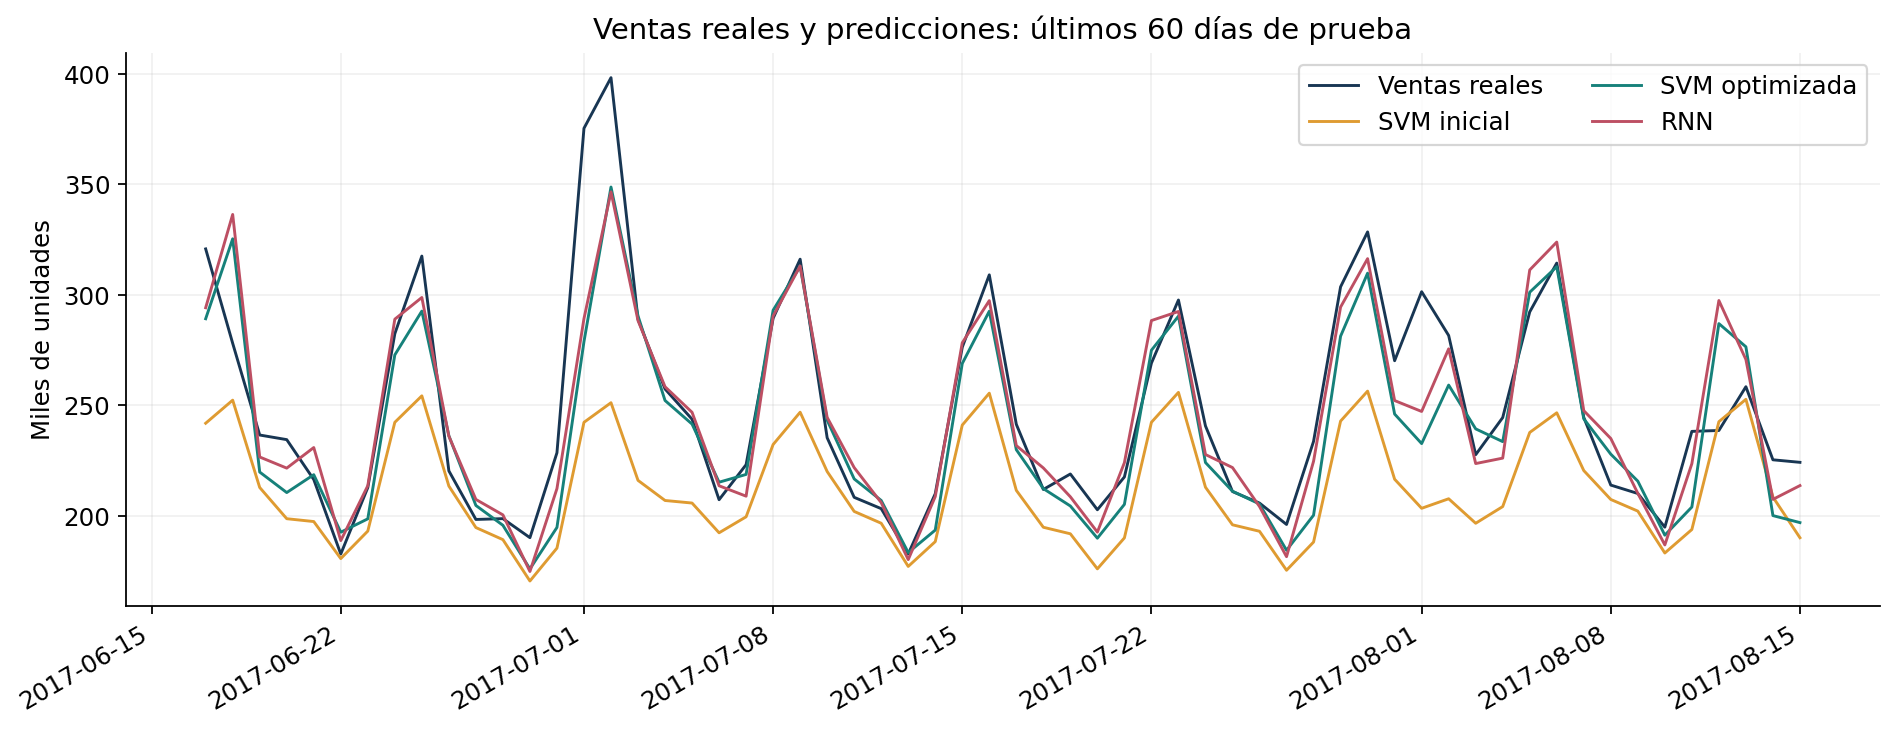 Ventas reales y predicciones: últimos 60 días de prueba
Miles de unidades
400
350
300
250
200
Ventas reales
SVM inicial
SVM optimizada
RNN
2017-06-15
2017-06-22
2017-07-01
2017-07-08
2017-07-15
2017-07-22
2017-08-01
2017-08-08
2017-08-15